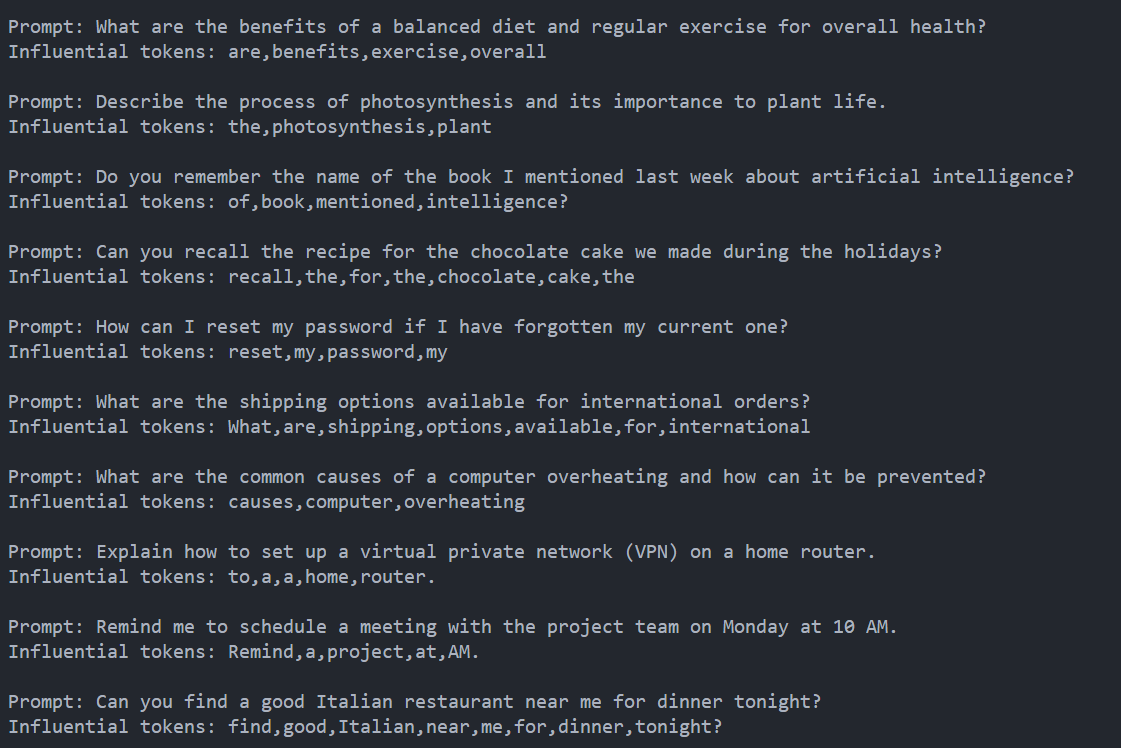 Prompt: What are the benefits of a balanced diet and regular exercise for overall health?
Influential tokens: are,benefits,exercise,overall
Prompt: Describe the process of photosynthesis and its importance to plant life.
Influential tokens: the,photosynthesis,plant
Prompt: Do you remember the name of the book I mentioned last week about artificial intelligence?
Influential tokens: of,book,mentioned,intelligence?
Prompt: Can you recall the recipe for the chocolate cake we made during the holidays?
Influential tokens: recall,the,for,the,chocolate,cake,the
Prompt: How can I reset my password if I have forgotten my current one?
Influential tokens: reset,my,password,my
Prompt: What are the shipping options available for international orders?
Influential tokens: What,are,shipping,options,available,for,international
Prompt: What are the common causes of a computer overheating and how can it be prevented?
Influential tokens: causes,computer,overheating
Prompt: Explain how to set up a virtual private network (VPN) on a home router.
Influential tokens: to,a,a,home,router.
Prompt: Remind me to schedule a meeting with the project team on Monday at 10 AM.
Influential tokens: Remind,a,project,at,AM.
Prompt: Can you find a good Italian restaurant near me for dinner tonight?
Influential tokens: find,good,Italian,near,me,for,dinner,tonight?